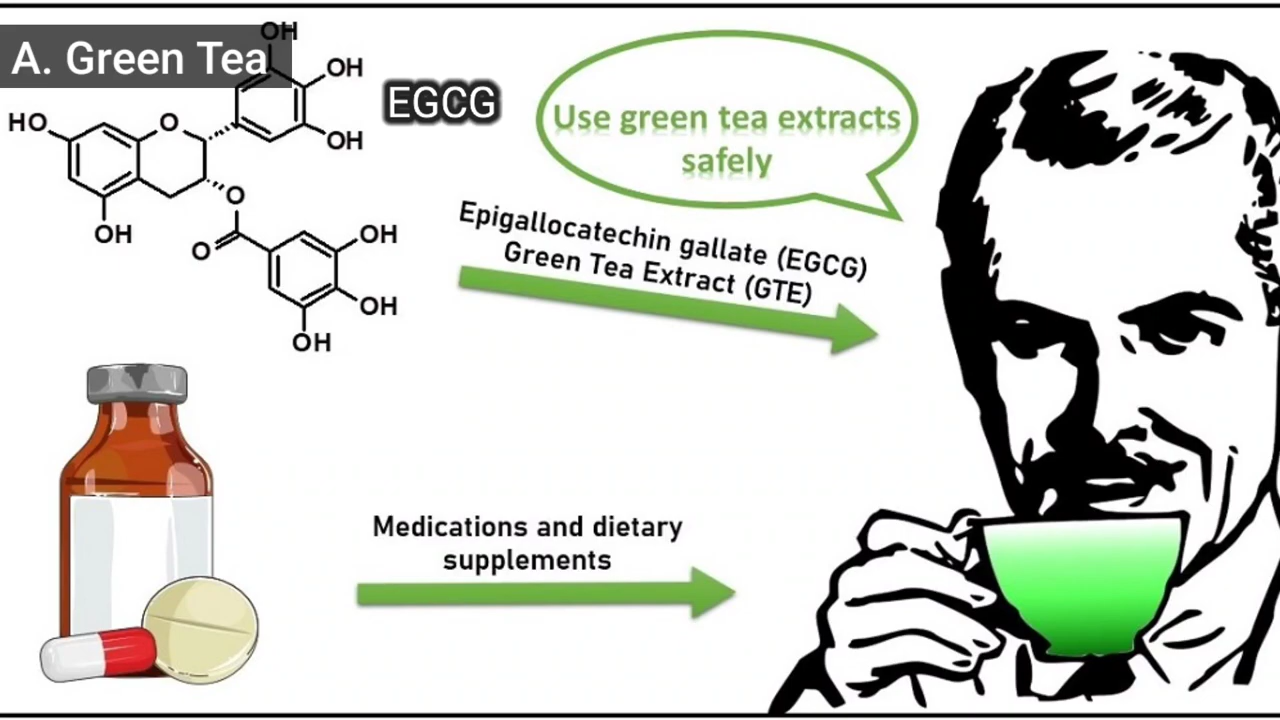 A. Green Tea
EGCG
OH
OH
OH
HO
O
OH
O
O
OH
OH
OH
Use green tea extracts
safely
Epigallocatechin gallate (EGCG)
Green Tea Extract (GTE)
Medications and dietary
supplements